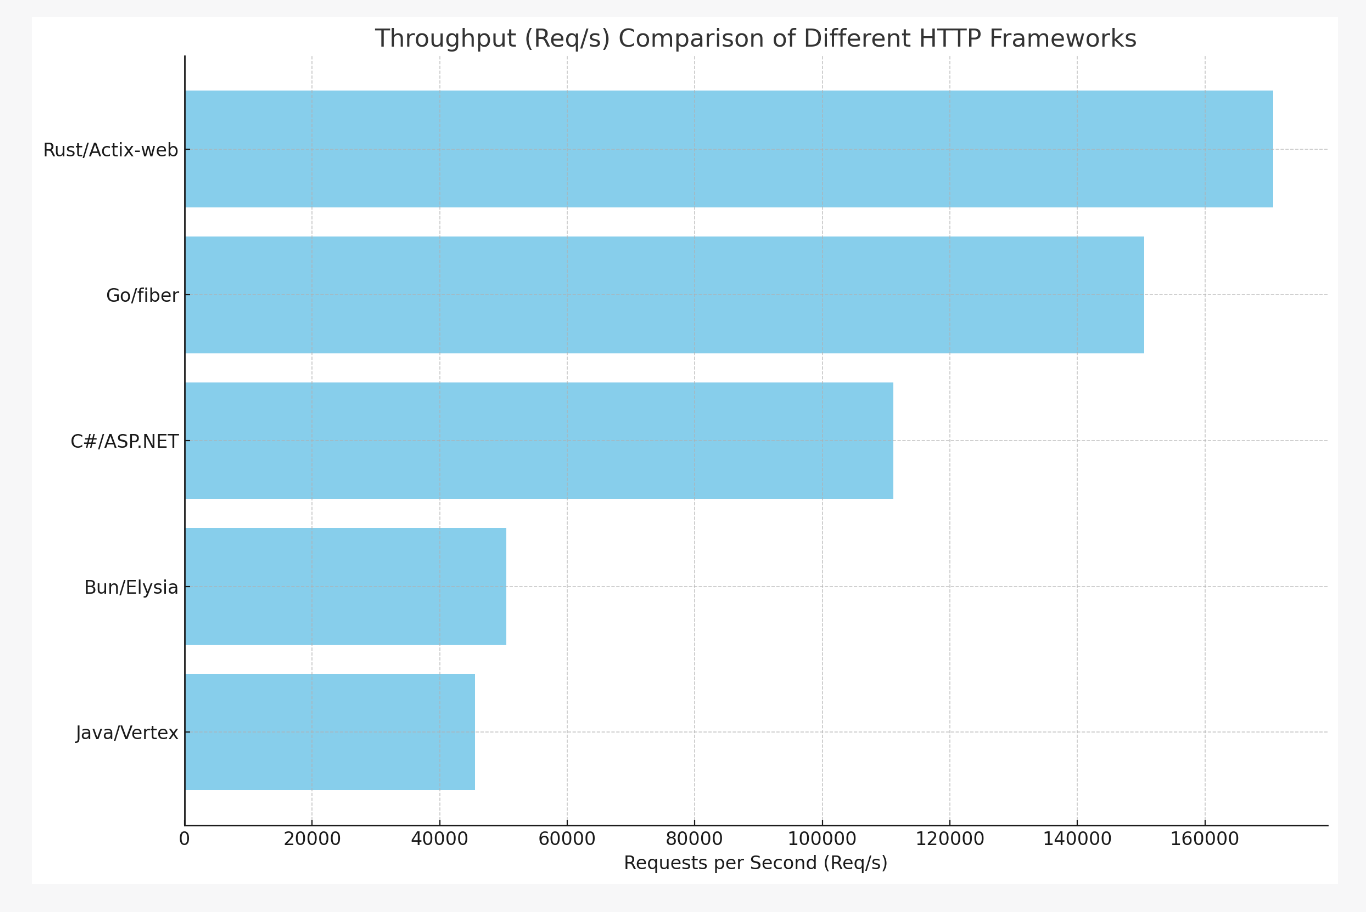 Throughput (Req/s) Comparison of Different HTTP Frameworks
Rust/Actix-web
Go/fiber
C#/ASP.NET
Bun/Elysia
Java/Vertex
0 20000 40000 60000 80000 100000 120000 140000 160000
Requests per Second (Req/s)